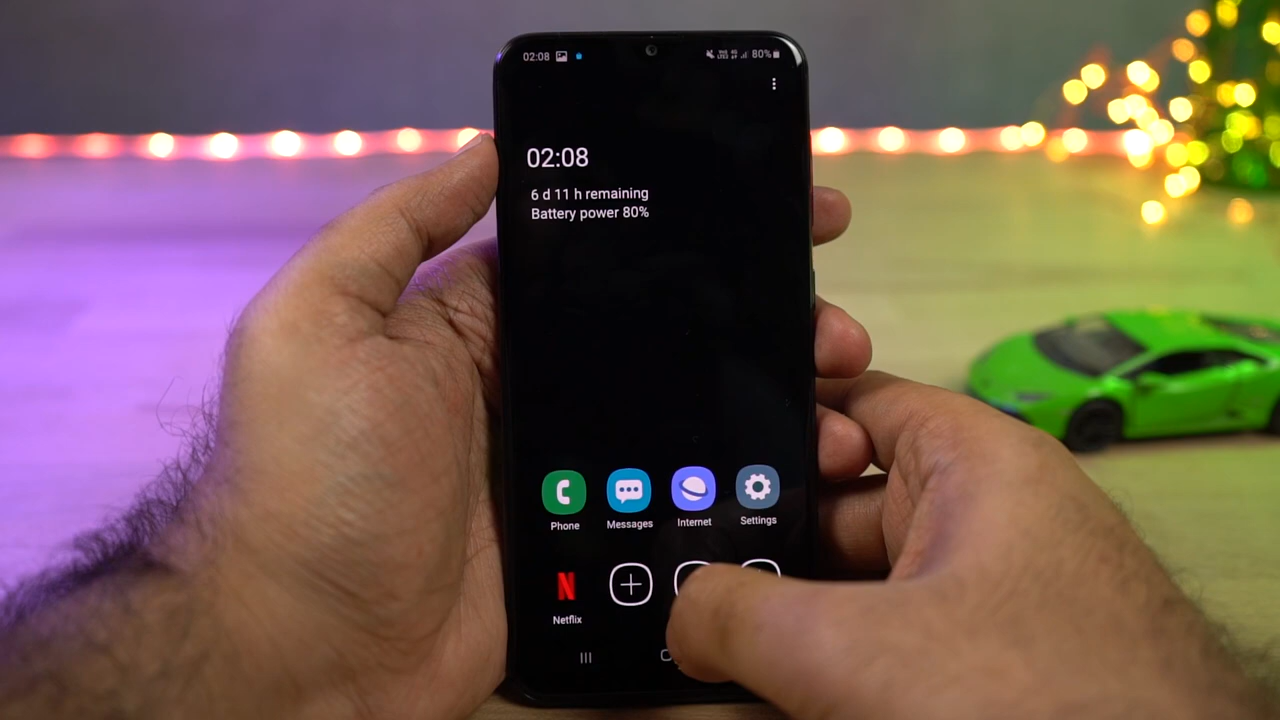 02:08
80%
02:08
6 d 11 h remaining
Battery power 80%
Phone
Messages
Internet
Settings
N
Netflix